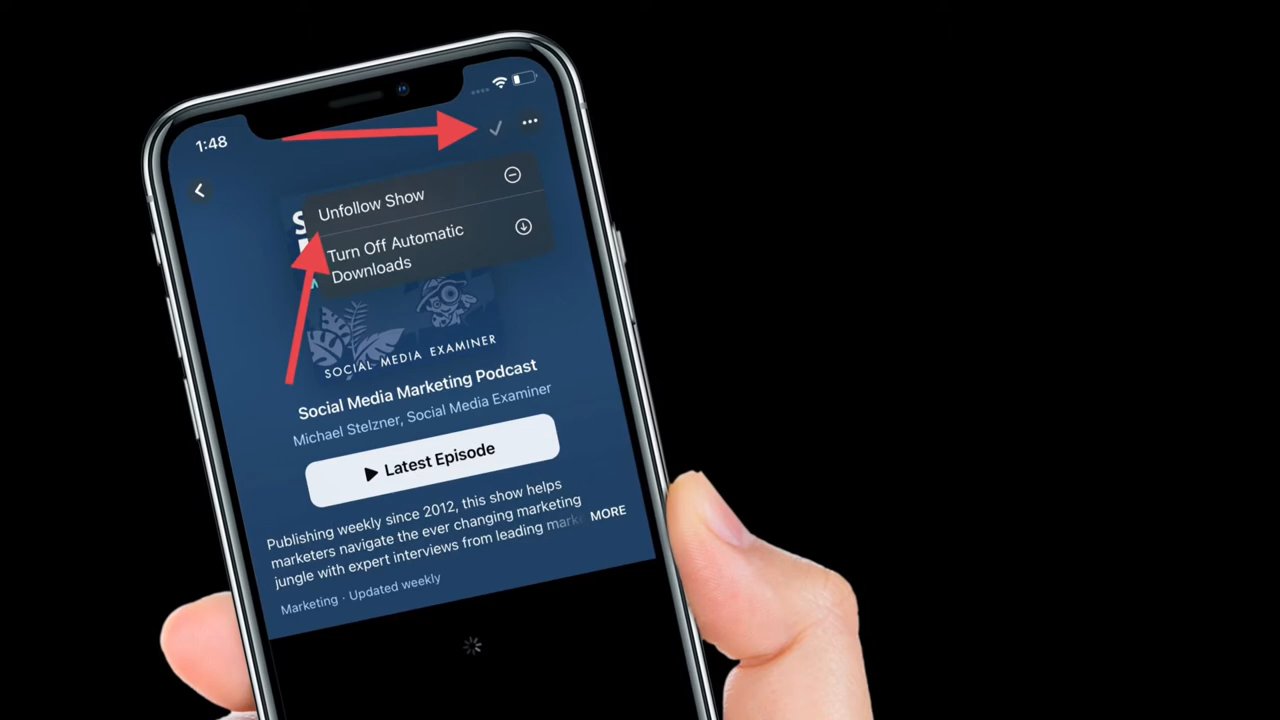 1:48
Unfollow Show
Turn Off Automatic
Downloads
S
SOCIAL MEDIA EXAMINER
Social Media Marketing Podcast
Michael Stelzner, Social Media Examiner
Latest Episode
Publishing weekly since 2012, this show helps
marketers navigate the ever changing marketing
jungle with expert interviews from leading marke MORE
Marketing · Updated weekly